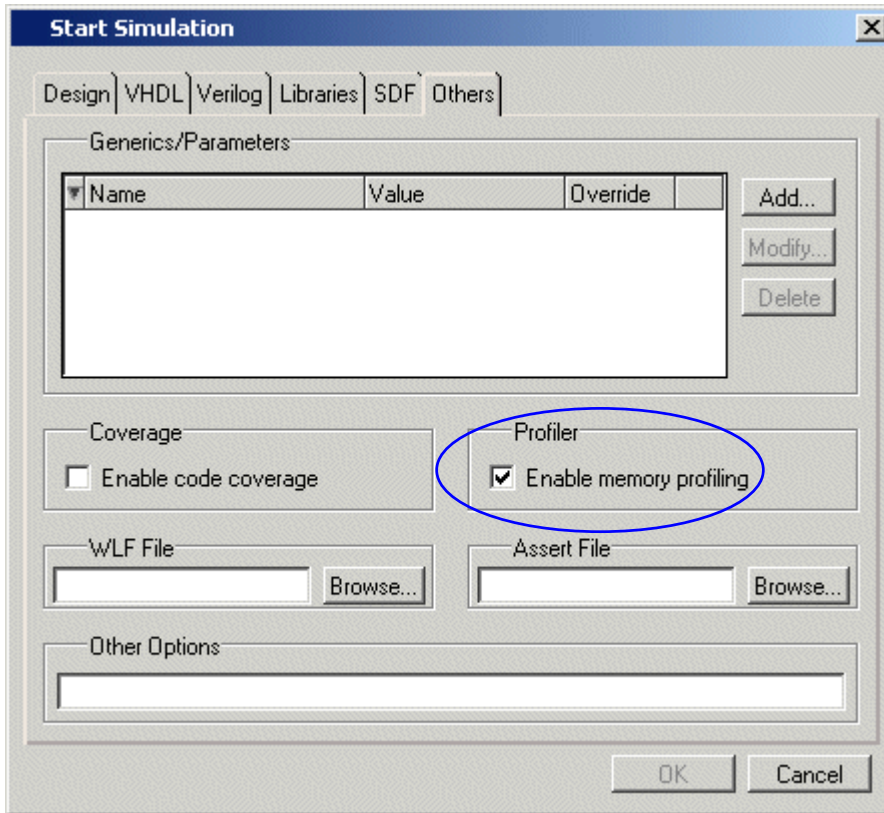 Start Simulation
Design VHDL Verilog Libraries SDF Others
Generics/Parameters
Name Value Override
Add...
Modify...
Delete
Coverage Profiler
Enable code coverage Enable memory profiling
WLF File Assert File
Browse... Browse...
Other Options
OK Cancel